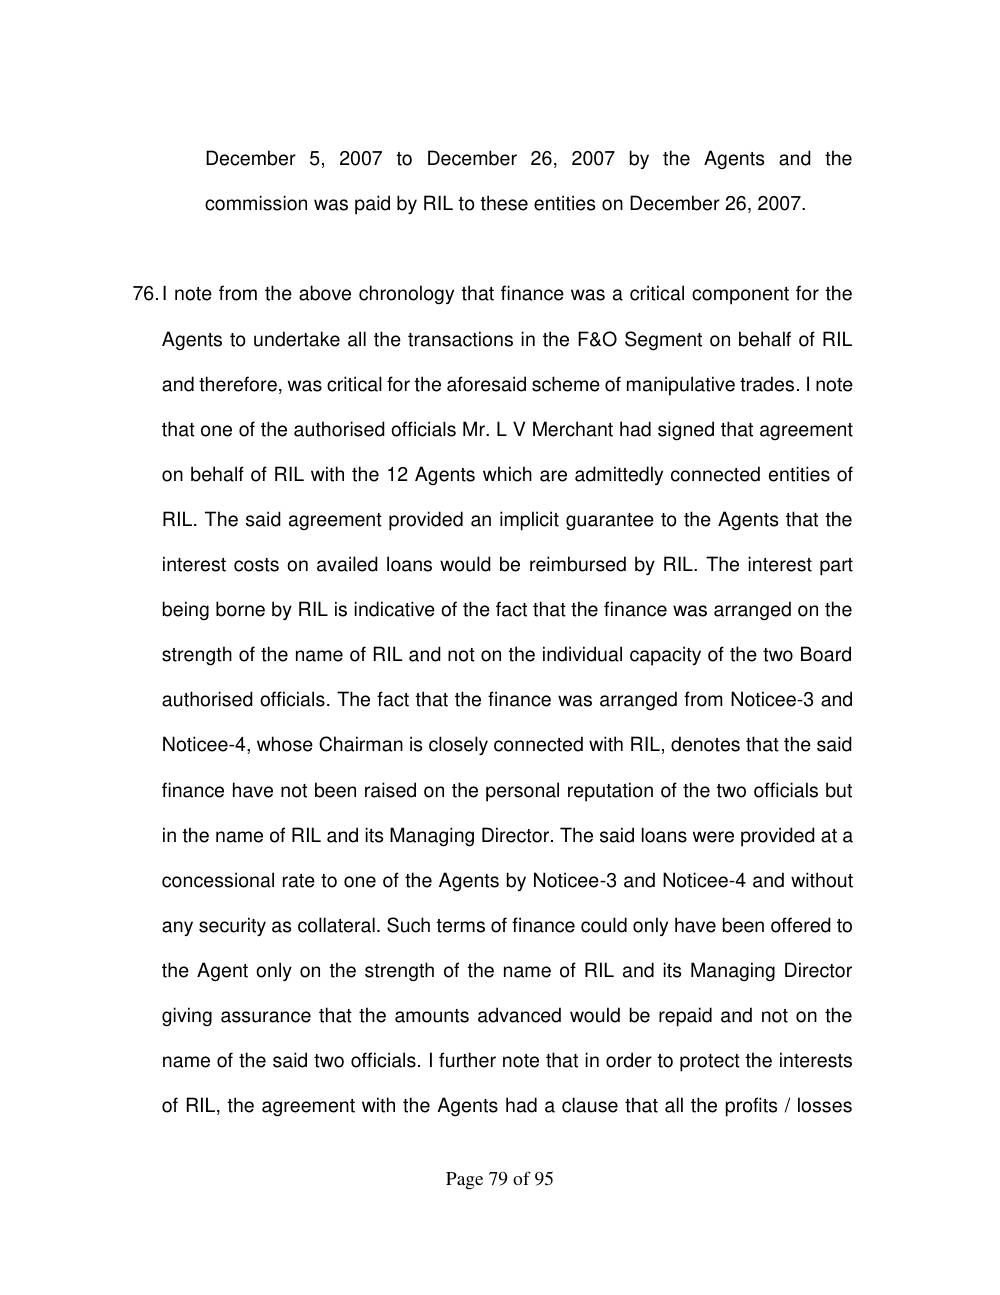 December 5, 2007 to December 26, 2007 by the Agents and the
commission was paid by RIL to these entities on December 26, 2007.
76. I note from the above chronology that finance was a critical component for the
Agents to undertake all the transactions in the F&O Segment on behalf of RIL
and therefore, was critical for the aforesaid scheme of manipulative trades. I note
that one of the authorised officials Mr. L V Merchant had signed that agreement
on behalf of RIL with the 12 Agents which are admittedly connected entities of
RIL. The said agreement provided an implicit guarantee to the Agents that the
interest costs on availed loans would be reimbursed by RIL. The interest part
being borne by RIL is indicative of the fact that the finance was arranged on the
strength of the name of RIL and not on the individual capacity of the two Board
authorised officials. The fact that the finance was arranged from Noticee-3 and
Noticee-4, whose Chairman is closely connected with RIL, denotes that the said
finance have not been raised on the personal reputation of the two officials but
in the name of RIL and its Managing Director. The said loans were provided at a
concessional rate to one of the Agents by Noticee-3 and Noticee-4 and without
any security as collateral. Such terms of finance could only have been offered to
the Agent only on the strength of the name of RIL and its Managing Director
giving assurance that the amounts advanced would be repaid and not on the
name of the said two officials. I further note that in order to protect the interests
of RIL, the agreement with the Agents had a clause that all the profits / losses
Page 79 of 95